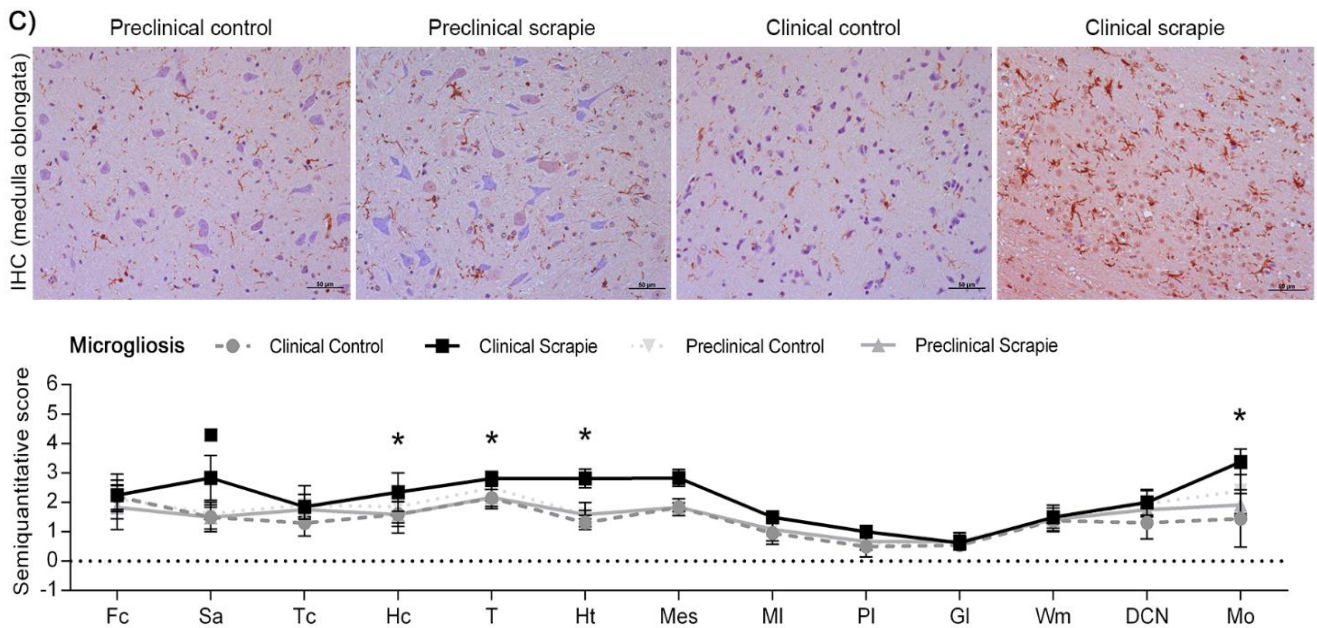 C)
Preclinical control Preclinical scrapie Clinical control Clinical scrapie
IHC (medulla oblongata)
50 µm 50 µm 50 µm 50 µm
Microgliosis Clinical Control Clinical Scrapie Preclinical Control Preclinical Scrapie
Semiquantitative score
6
5
4
3
2
1
0
-1
* * * *
Fc Sa Tc Hc T Ht Mes Ml Pl Gl Wm DCN Mo